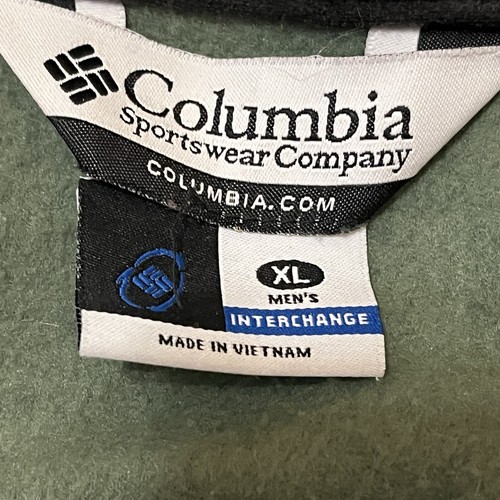 Columbia
Sportswear Company
COLUMBIA.COM
XL
MEN'S
INTERCHANGE
MADE IN VIETNAM